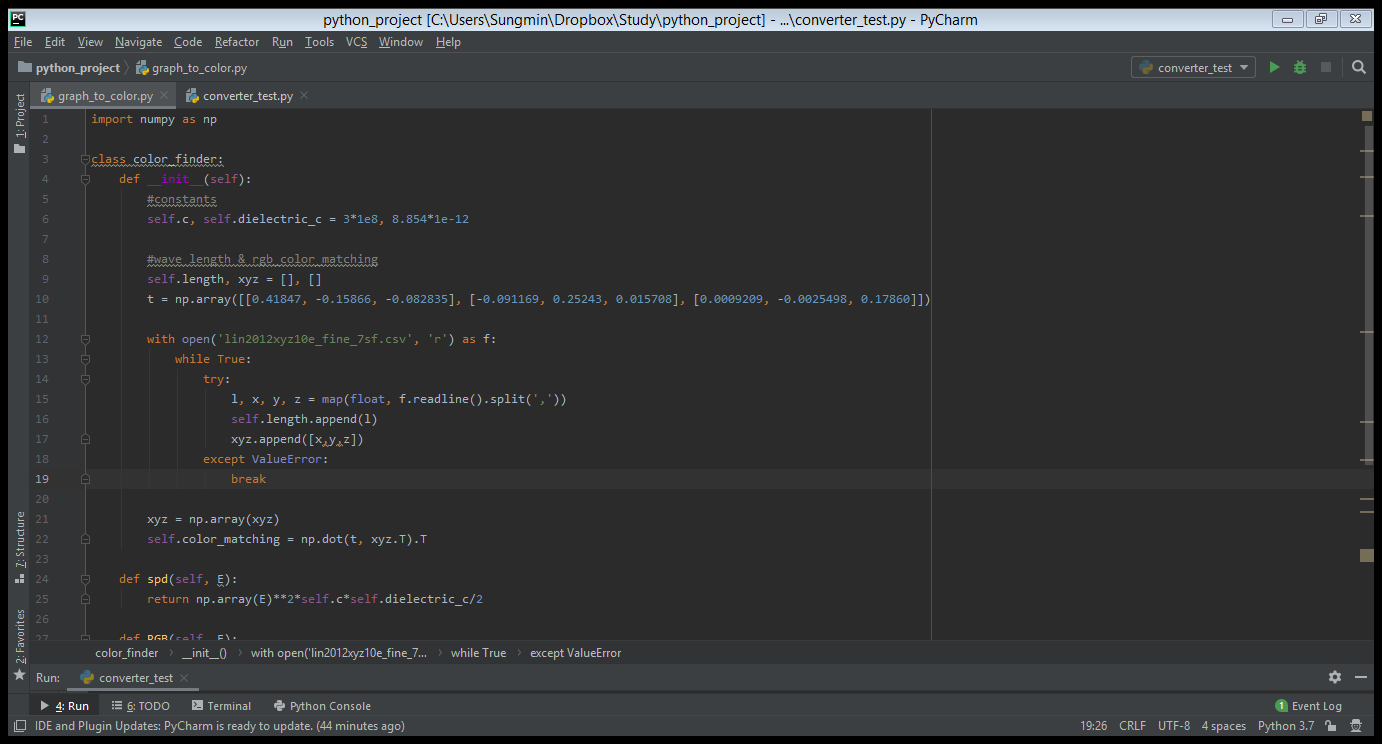 PC python_project [C:\Users\Sungmin\Dropbox\Study\python_project] - ...\converter_test.py - PyCharm
File Edit View Navigate Code Refactor Run Tools VCS Window Help
python_project graph_to_color.py converter_test
graph_to_color.py converter_test.py
1: Project
1 import numpy as np
2
3 class color_finder:
4 def __init__(self):
5 #constants
6 self.c, self.dielectric_c = 3*1e8, 8.854*1e-12
7
8 #wave length & rgb color matching
9 self.length, xyz = [], []
10 t = np.array([[0.41847, -0.15866, -0.082835], [-0.091169, 0.25243, 0.015708], [0.0009209, -0.0025498, 0.17860]])
11
12 with open('lin2012xyz10e_fine_7sf.csv', 'r') as f:
13 while True:
14 try:
15 l, x, y, z = map(float, f.readline().split(','))
16 self.length.append(l)
17 xyz.append([x,y,z])
18 except ValueError:
19 break
20
21 xyz = np.array(xyz)
22 self.color_matching = np.dot(t, xyz.T).T
23
24 def spd(self, E):
25 return np.array(E)**2*self.c*self.dielectric_c/2
26
27 def RGB(self, E):
7: Structure
2: Favorites
color_finder __init__() with open('lin2012xyz10e_fine_7... while True except ValueError
Run: converter_test
4: Run 6: TODO Terminal Python Console 1 Event Log
IDE and Plugin Updates: PyCharm is ready to update. (44 minutes ago) 19:26 CRLF UTF-8 4 spaces Python 3.7